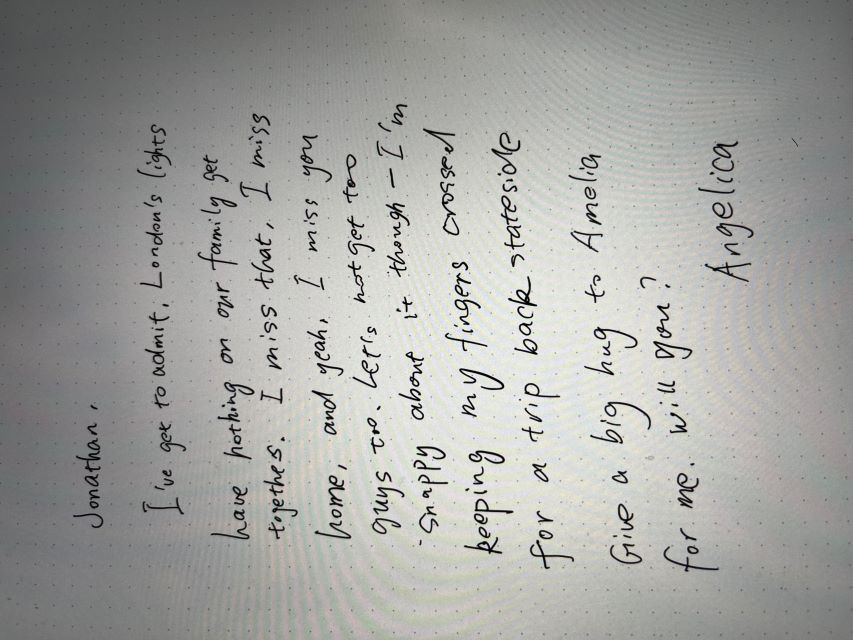 Jonathan,
I've get to admit, London's lights
have nothing on our family get
togethes. I miss that, I miss
home, and yeah, I miss you
guys too. Let's not get too
snappy about it though – I'm
keeping my fingers crossed
for a trip back stateside
Give a big hug to Amelia
for me. will you?
Angelica